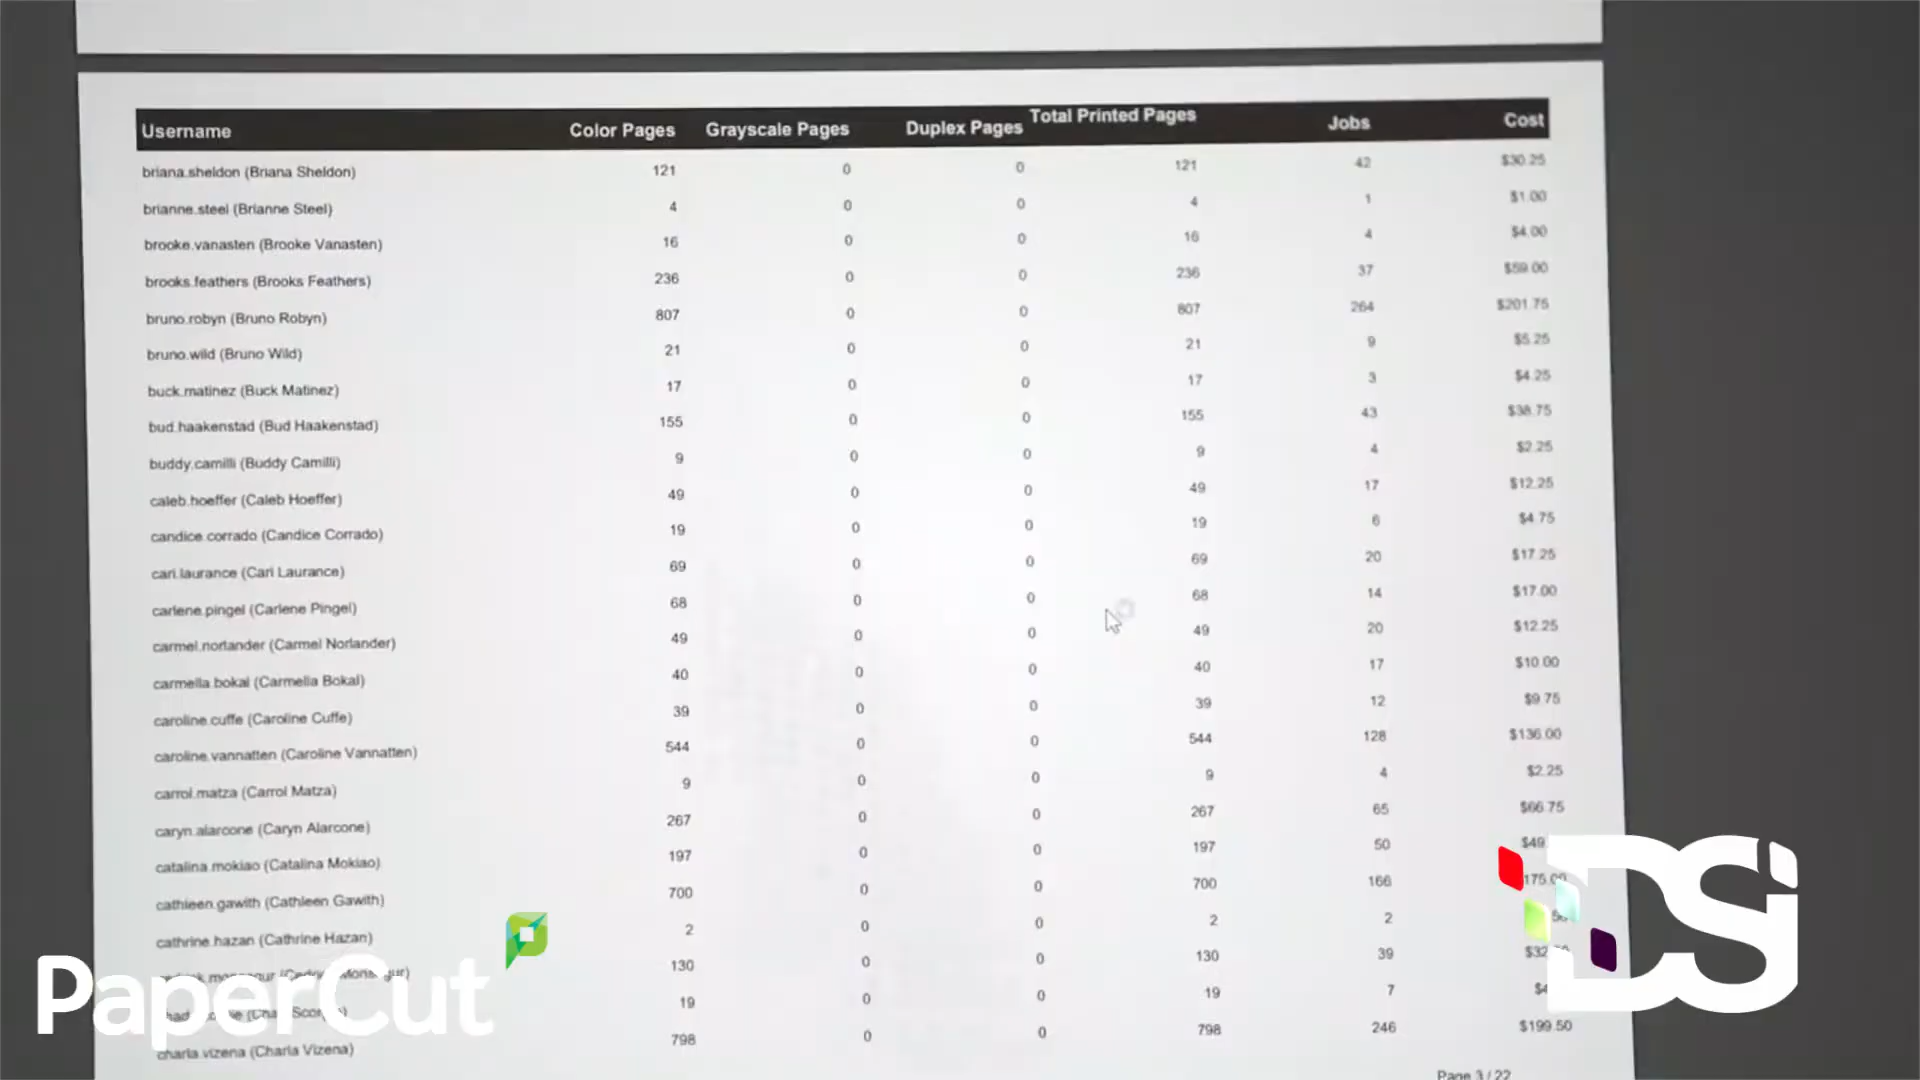 Username Color Pages Grayscale Pages Duplex Pages Total Printed Pages Jobs Cost
briana.sheldon (Briana Sheldon) 121 0 0 121 42 $30.25
brianne.steel (Brianne Steel) 4 0 0 4 1 $1.00
brooke.vanasten (Brooke Vanasten) 16 0 0 16 4 $4.00
brooks.feathers (Brooks Feathers) 236 0 0 236 37 $59.00
bruno.robyn (Bruno Robyn) 807 0 0 807 264 $201.75
bruno.wild (Bruno Wild) 21 0 0 21 9 $5.25
buck.matinez (Buck Matinez) 17 0 0 17 3 $4.25
bud.haakenstad (Bud Haakenstad) 155 0 0 155 43 $38.75
buddy.camilli (Buddy Camilli) 9 0 0 9 4 $2.25
caleb.hoeffer (Caleb Hoeffer) 49 0 0 49 17 $12.25
candice.corrado (Candice Corrado) 19 0 0 19 6 $4.75
cari.laurance (Cari Laurance) 69 0 0 69 20 $17.25
carlene.pingel (Carlene Pingel) 68 0 0 68 14 $17.00
carmel.norlander (Carmel Norlander) 49 0 0 49 20 $12.25
carmella.bokal (Carmella Bokal) 40 0 0 40 17 $10.00
caroline.cuffe (Caroline Cuffe) 39 0 0 39 12 $9.75
caroline.vannatten (Caroline Vannatten) 544 0 0 544 128 $136.00
carrol.matza (Carrol Matza) 9 0 0 9 4 $2.25
caryn.alarcone (Caryn Alarcone) 267 0 0 267 65 $66.75
catalina.mokiao (Catalina Mokiao) 197 0 0 197 50
cathleen.gawith (Cathleen Gawith) 700 0 0 700 166
cathrine.hazan (Cathrine Hazan) 2 0 0 2 2
130 0 0 130 39
19 0 0 19 7
charla.vizena (Charla Vizena) 798 0 0 798 246 $199.50
Page 3 / 22
PaperCut
DSi